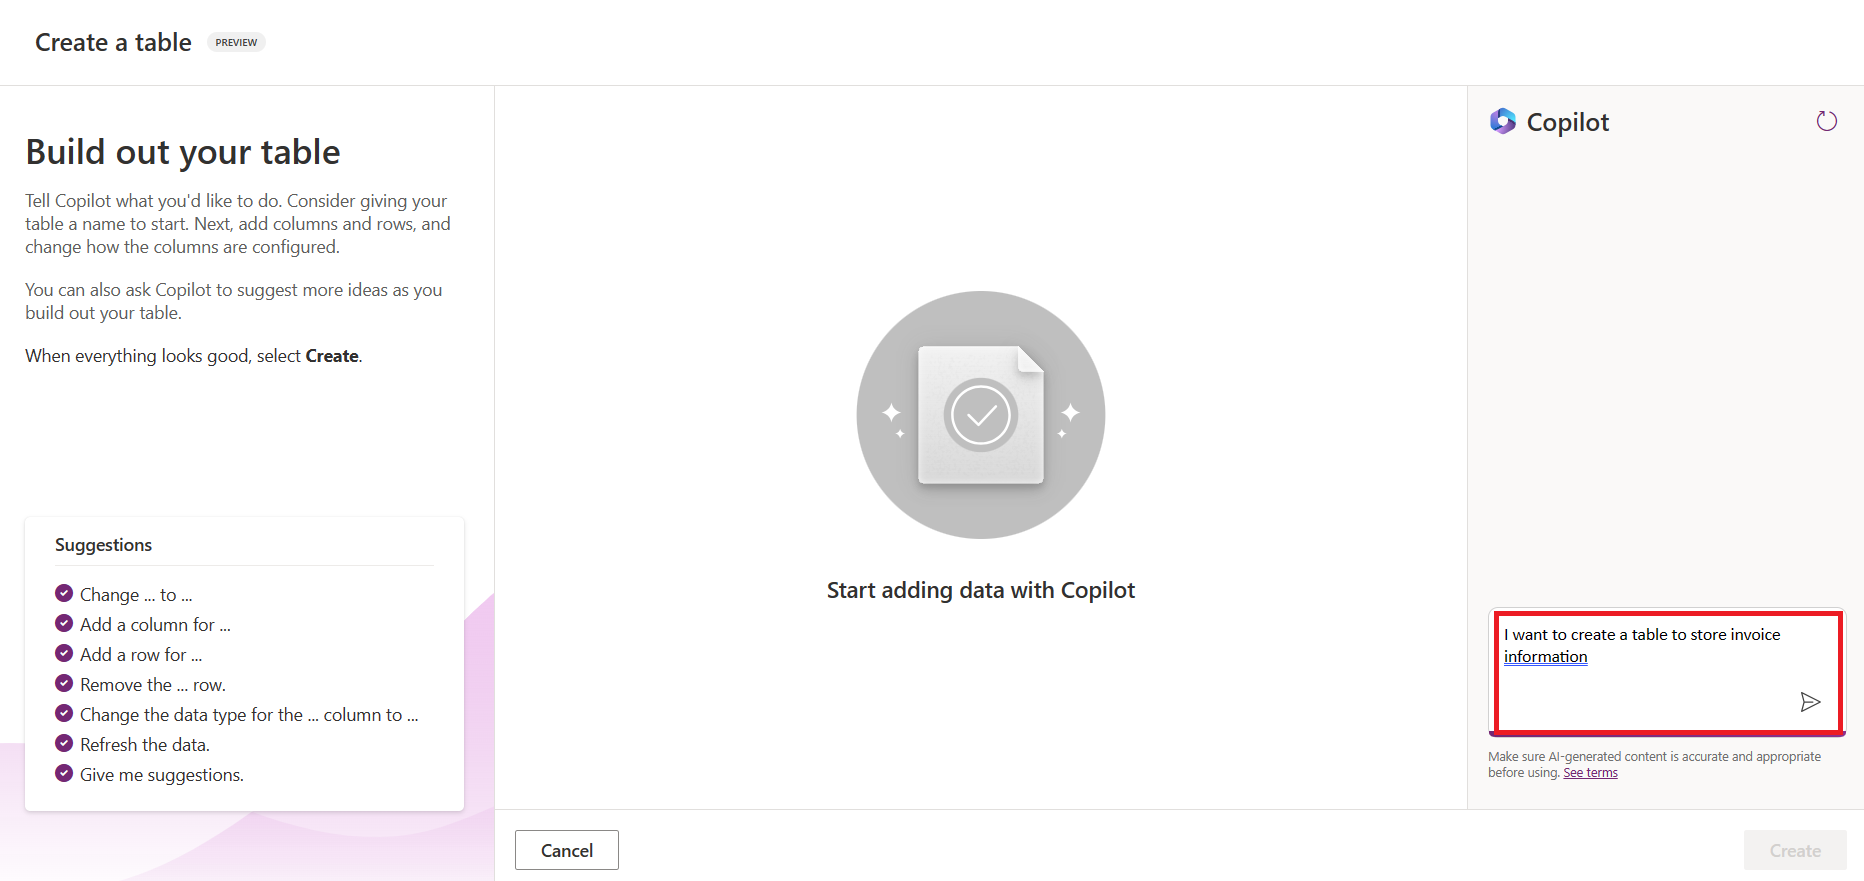 Create a table PREVIEW
Build out your table
Tell Copilot what you'd like to do. Consider giving your
table a name to start. Next, add columns and rows, and
change how the columns are configured.
You can also ask Copilot to suggest more ideas as you
build out your table.
When everything looks good, select Create.
Suggestions
Change ... to ...
Add a column for ...
Add a row for ...
Remove the ... row.
Change the data type for the ... column to ...
Refresh the data.
Give me suggestions.
Start adding data with Copilot
Cancel
Copilot
I want to create a table to store invoice
information
Make sure AI-generated content is accurate and appropriate
before using. See terms
Create